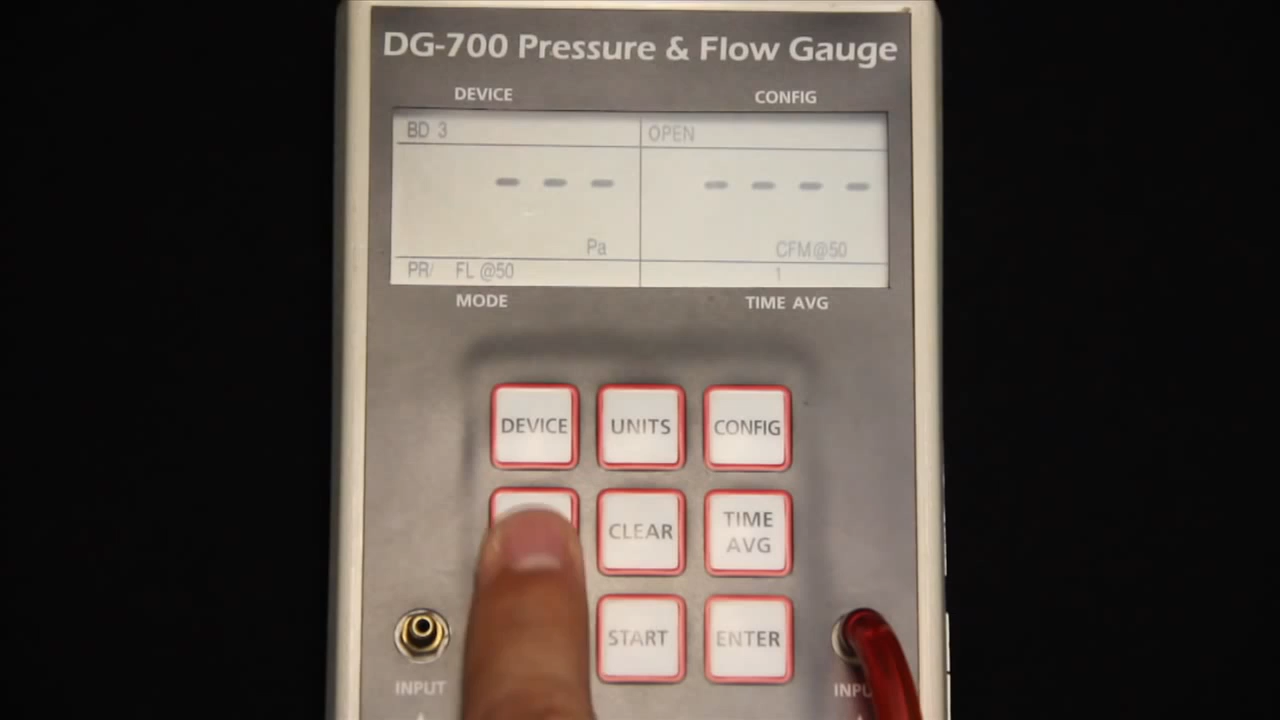 DG-700 Pressure & Flow Gauge
DEVICE CONFIG
BD 3 OPEN
- - - - - - -
Pa CFM@50
PR/ FL @50 1
MODE TIME AVG
DEVICE UNITS CONFIG
CLEAR TIME AVG
START ENTER
INPUT